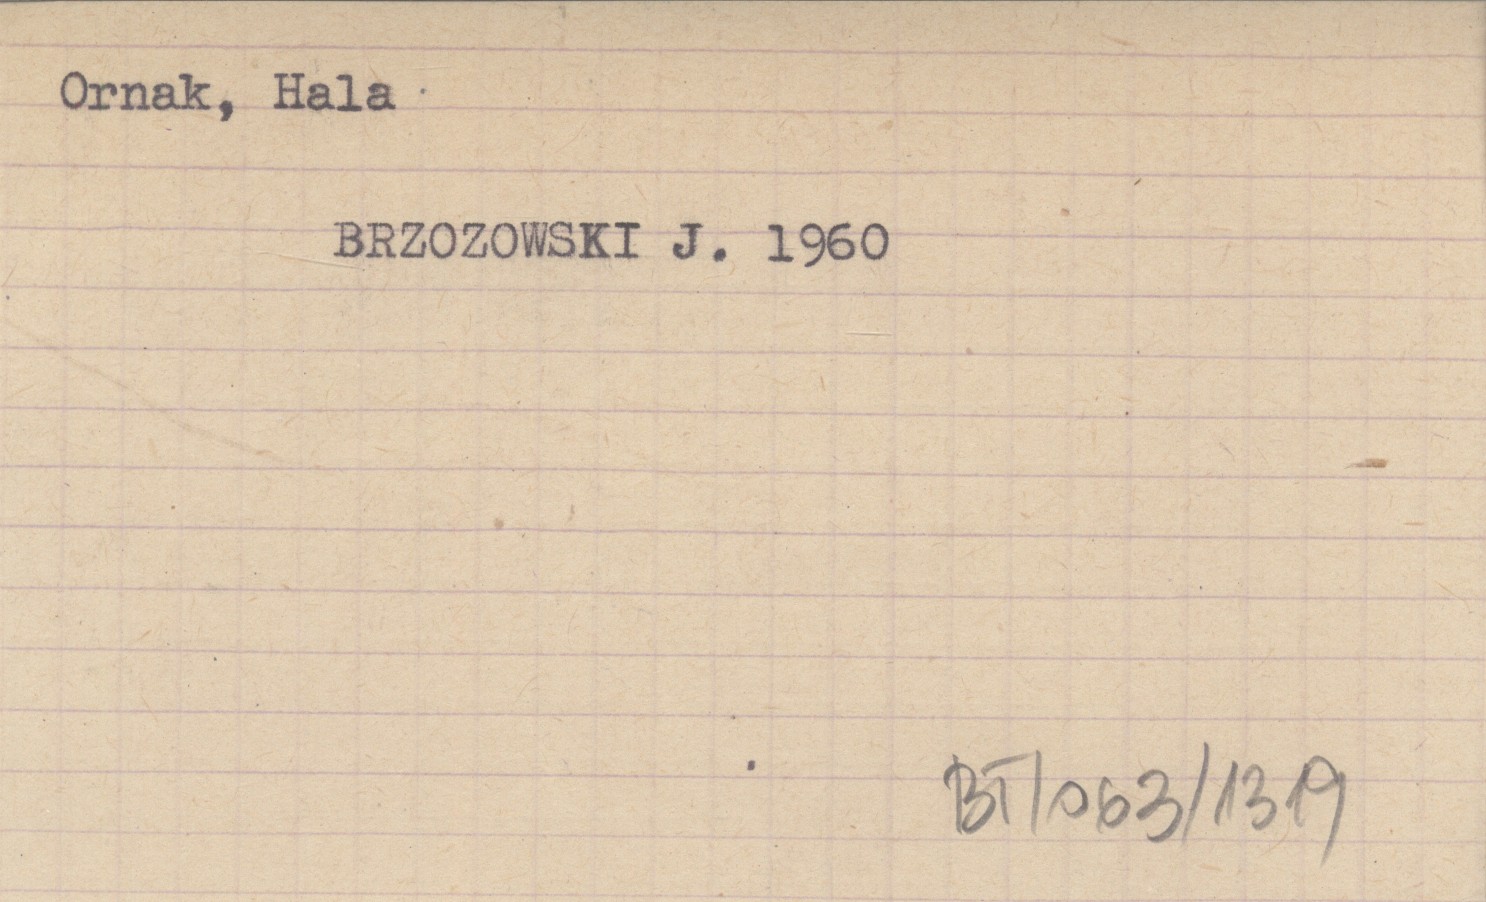 Ornak, Hala
BRZOZOWSKI J. 1960
BT/063/1319